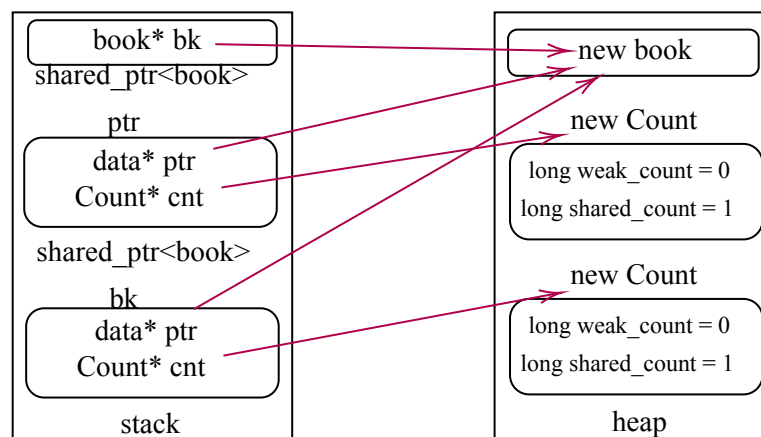 book* bk
shared_ptr<book>
ptr
data* ptr
Count* cnt
shared_ptr<book>
bk
data* ptr
Count* cnt
stack
new book
new Count
long weak_count = 0
long shared_count = 1
new Count
long weak_count = 0
long shared_count = 1
heap